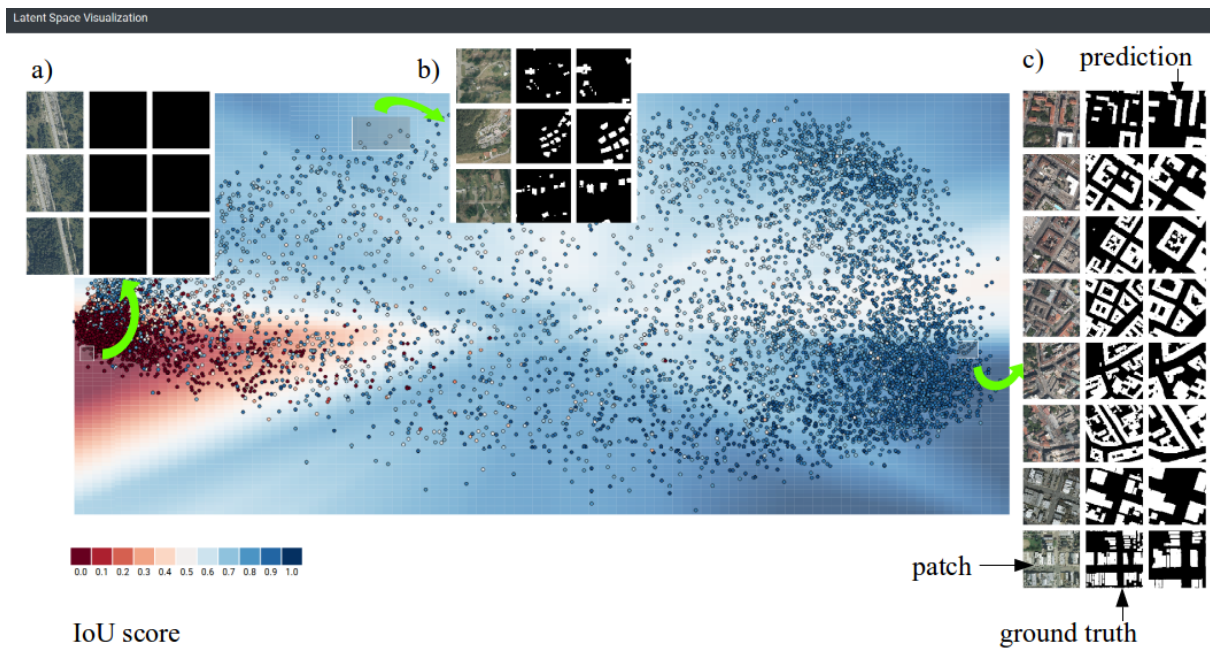 Latent Space Visualization
a)
b)
c)
prediction
0.0 0.1 0.2 0.3 0.4 0.5 0.6 0.7 0.8 0.9 1.0
patch
IoU score
ground truth